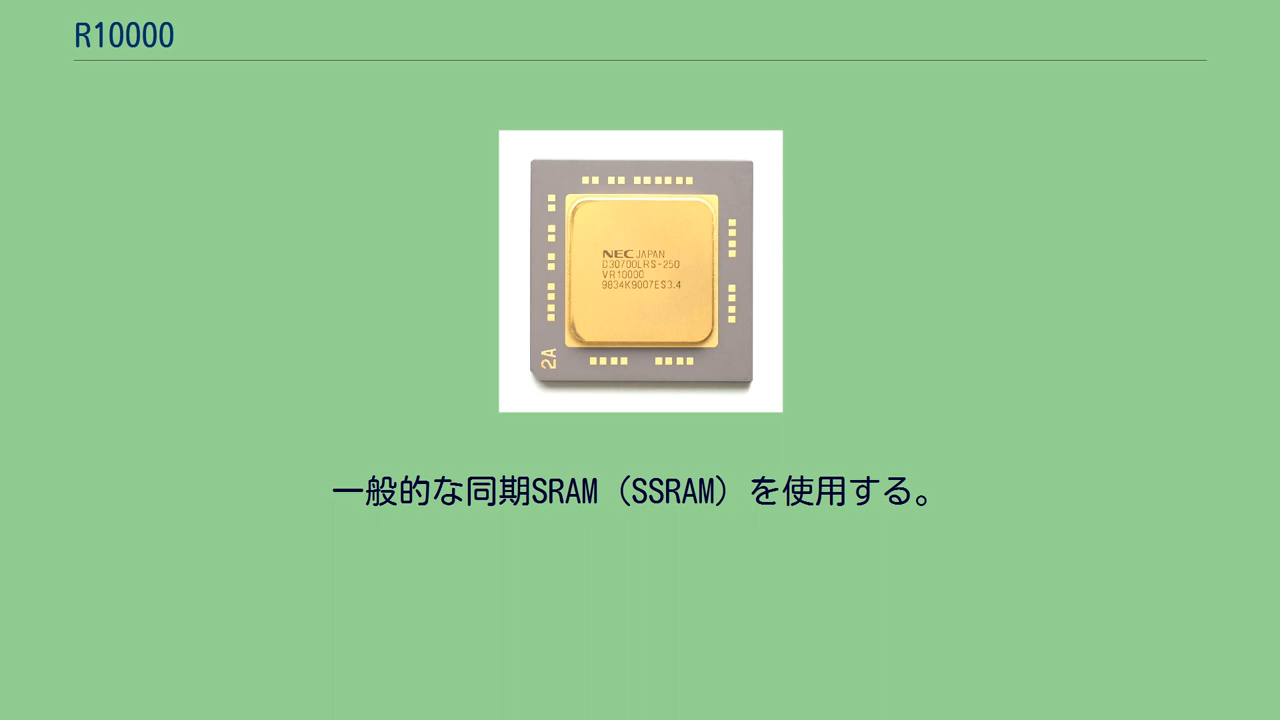 R10000
NEC JAPAN
D30700LRS-250
VR10000
9834K9007ES3.4
2A
一般的な同期SRAM（SSRAM）を使用する。